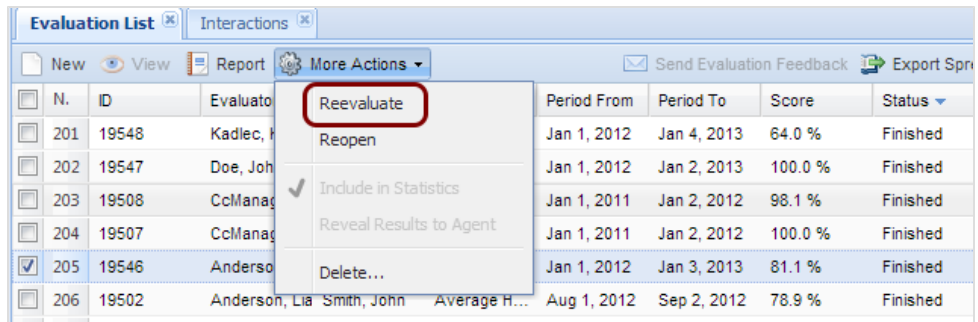 Evaluation List Interactions
New View Report More Actions Send Evaluation Feedback Export Spre
N. ID Evaluato Period From Period To Score Status
Reevaluate
201 19548 Kadlec, Jan 1, 2012 Jan 4, 2013 64.0 % Finished
Reopen
202 19547 Doe, Joh Jan 1, 2012 Jan 2, 2013 100.0 % Finished
Include in Statistics
203 19508 CcManag Jan 1, 2011 Jan 2, 2012 98.1 % Finished
Reveal Results to Agent
204 19507 CcManag Jan 1, 2011 Jan 2, 2012 100.0 % Finished
Delete...
205 19546 Anderso Jan 1, 2012 Jan 3, 2013 81.1 % Finished
206 19502 Anderson, Lia Smith, John Average H... Aug 1, 2012 Sep 2, 2012 78.9 % Finished